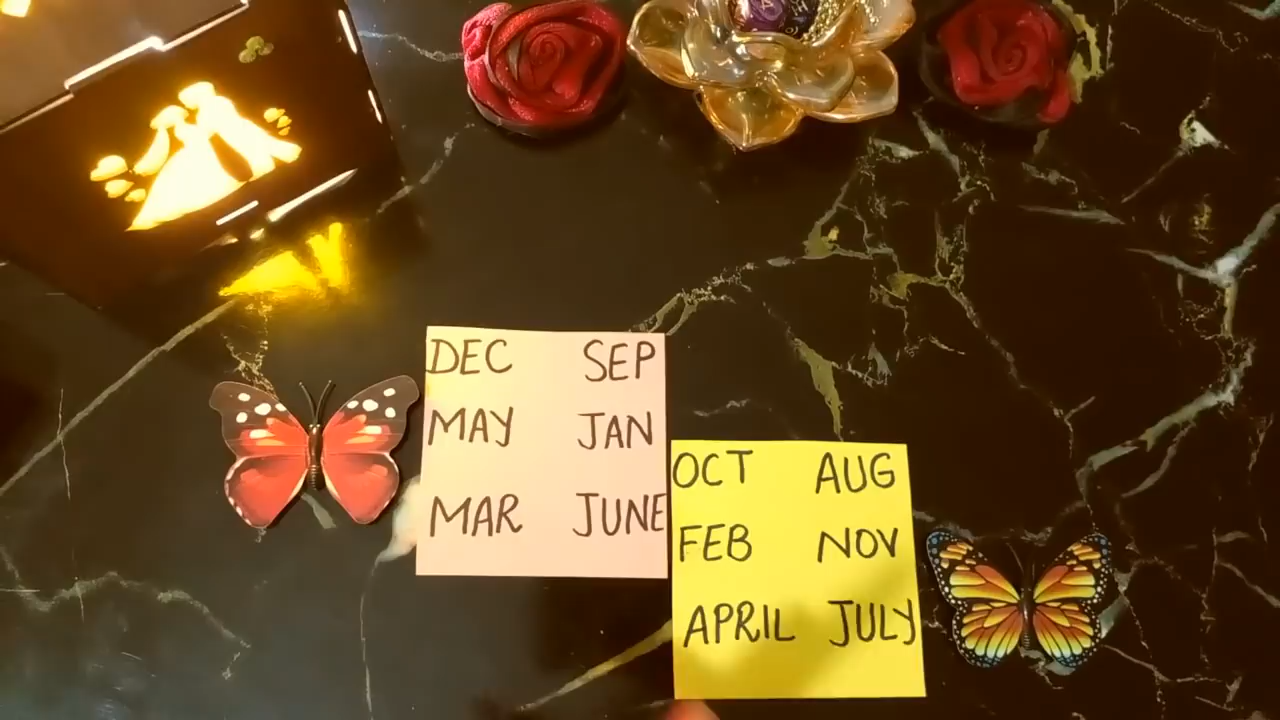 DEC SEP
MAY JAN
MAR JUNE
OCT AUG
FEB NOV
APRIL JULY